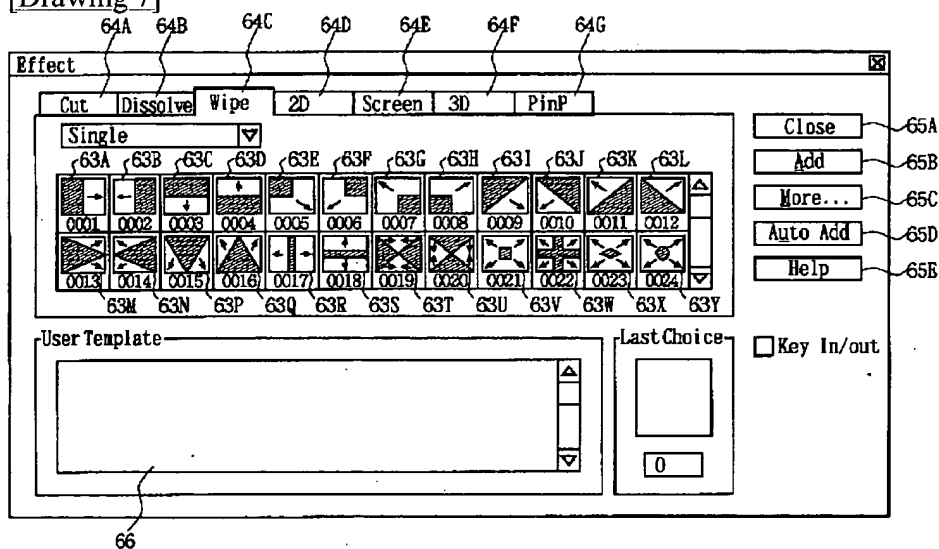 [Drawing 7]
64A 64B 64C 64D 64E 64F 64G
Effect
Cut Dissolve Wipe 2D Screen 3D PinP
Single
63A 63B 63C 63D 63E 63F 63G 63H 63I 63J 63K 63L
0001 0002 0003 0004 0005 0006 0007 0008 0009 0010 0011 0012
0013 0014 0015 0016 0017 0018 0019 0020 0021 0022 0023 0024
63M 63N 63P 63Q 63R 63S 63T 63U 63V 63W 63X 63Y
Close 65A
Add 65B
More... 65C
Auto Add 65D
Help 65E
User Template
Last Choice
Key In/out
0
66